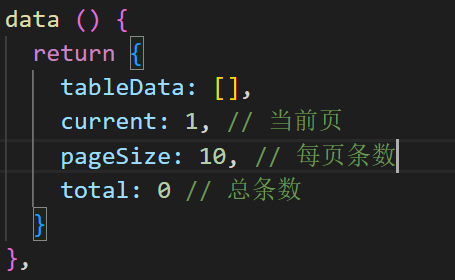 data () {
return {
tableData: [],
current: 1, // 当前页
pageSize: 10, // 每页条数
total: 0 // 总条数
}
},